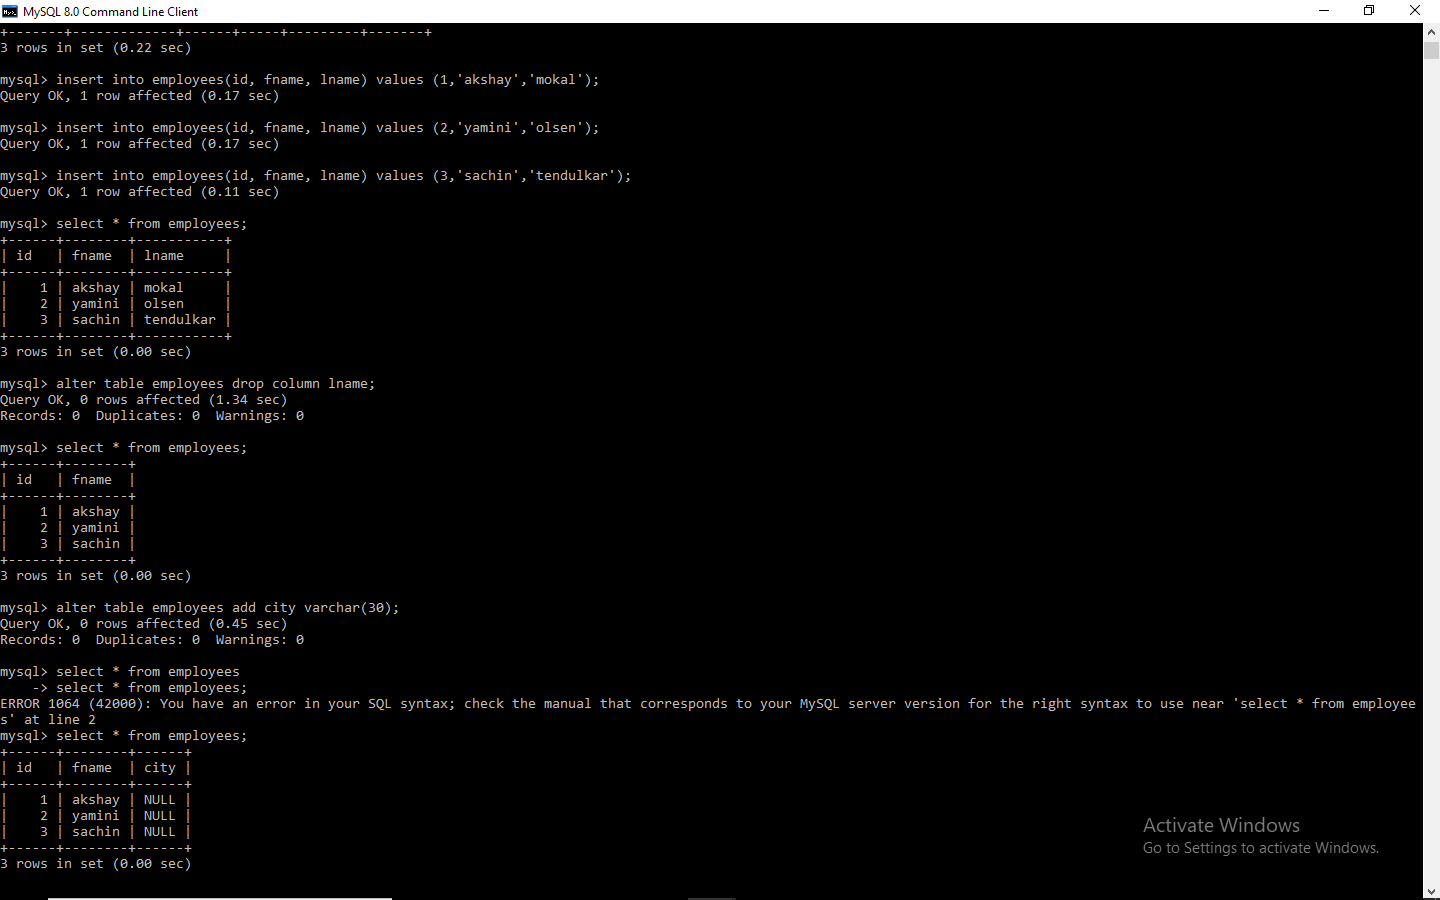 MySQL 8.0 Command Line Client
+-------+-------------+------+-----+---------+-------+
3 rows in set (0.22 sec)
mysql> insert into employees(id, fname, lname) values (1,'akshay','mokal');
Query OK, 1 row affected (0.17 sec)
mysql> insert into employees(id, fname, lname) values (2,'yamini','olsen');
Query OK, 1 row affected (0.17 sec)
mysql> insert into employees(id, fname, lname) values (3,'sachin','tendulkar');
Query OK, 1 row affected (0.11 sec)
mysql> select * from employees;
+------+--------+-----------+
| id   | fname  | lname     |
+------+--------+-----------+
|    1 | akshay | mokal     |
|    2 | yamini | olsen     |
|    3 | sachin | tendulkar |
+------+--------+-----------+
3 rows in set (0.00 sec)
mysql> alter table employees drop column lname;
Query OK, 0 rows affected (1.34 sec)
Records: 0  Duplicates: 0  Warnings: 0
mysql> select * from employees;
+------+--------+
| id   | fname  |
+------+--------+
|    1 | akshay |
|    2 | yamini |
|    3 | sachin |
+------+--------+
3 rows in set (0.00 sec)
mysql> alter table employees add city varchar(30);
Query OK, 0 rows affected (0.45 sec)
Records: 0  Duplicates: 0  Warnings: 0
mysql> select * from employees
    -> select * from employees;
ERROR 1064 (42000): You have an error in your SQL syntax; check the manual that corresponds to your MySQL server version for the right syntax to use near 'select * from employee
s' at line 2
mysql> select * from employees;
+------+--------+------+
| id   | fname  | city |
+------+--------+------+
|    1 | akshay | NULL |
|    2 | yamini | NULL |
|    3 | sachin | NULL |
+------+--------+------+
3 rows in set (0.00 sec)
Activate Windows
Go to Settings to activate Windows.